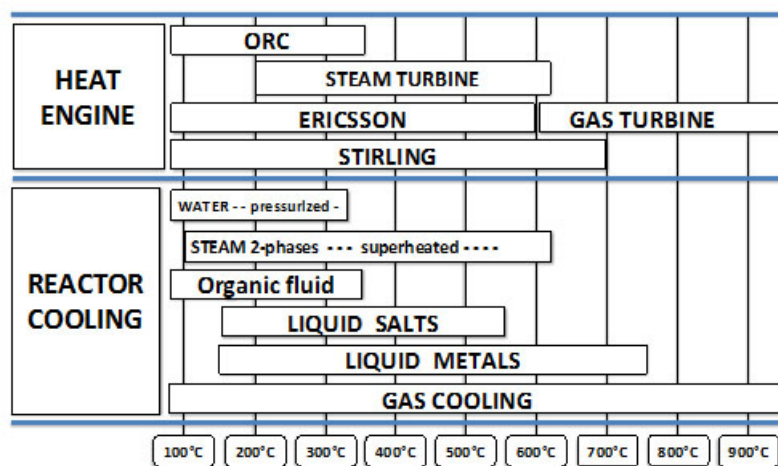 HEAT
ENGINE
ORC
STEAM TURBINE
ERICSSON
GAS TURBINE
STIRLING
REACTOR
COOLING
WATER -- pressurized -
STEAM 2-phases --- superheated ----
Organic fluid
LIQUID SALTS
LIQUID METALS
GAS COOLING
100°C 200°C 300°C 400°C 500°C 600°C 700°C 800°C 900°C